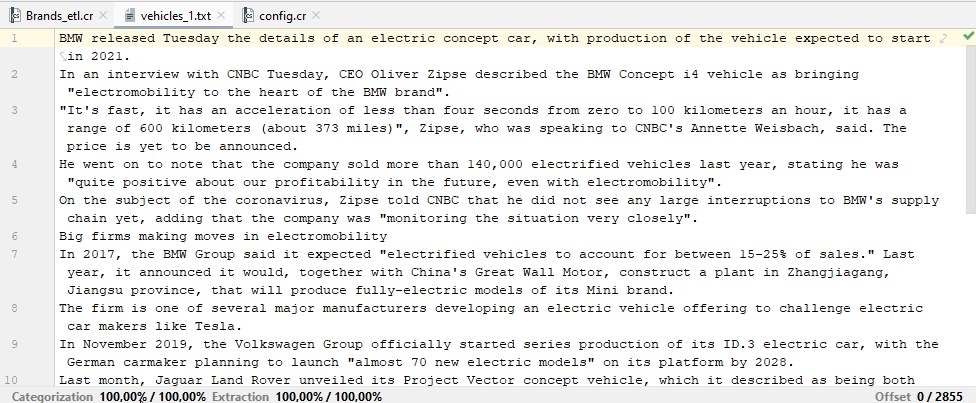 Brands_etl.cr vehicles_1.txt config.cr
1 BMW released Tuesday the details of an electric concept car, with production of the vehicle expected to start
in 2021.
2 In an interview with CNBC Tuesday, CEO Oliver Zipse described the BMW Concept i4 vehicle as bringing
"electromobility to the heart of the BMW brand".
3 "It's fast, it has an acceleration of less than four seconds from zero to 100 kilometers an hour, it has a
range of 600 kilometers (about 373 miles)", Zipse, who was speaking to CNBC's Annette Weisbach, said. The
price is yet to be announced.
4 He went on to note that the company sold more than 140,000 electrified vehicles last year, stating he was
"quite positive about our profitability in the future, even with electromobility".
5 On the subject of the coronavirus, Zipse told CNBC that he did not see any large interruptions to BMW's supply
chain yet, adding that the company was "monitoring the situation very closely".
6 Big firms making moves in electromobility
7 In 2017, the BMW Group said it expected "electrified vehicles to account for between 15-25% of sales." Last
year, it announced it would, together with China's Great Wall Motor, construct a plant in Zhangjiagang,
Jiangsu province, that will produce fully-electric models of its Mini brand.
8 The firm is one of several major manufacturers developing an electric vehicle offering to challenge electric
car makers like Tesla.
9 In November 2019, the Volkswagen Group officially started series production of its ID.3 electric car, with the
German carmaker planning to launch "almost 70 new electric models" on its platform by 2028.
10 Last month, Jaguar Land Rover unveiled its Project Vector concept vehicle, which it described as being both
Categorization 100,00% / 100,00% Extraction 100,00% / 100,00% Offset 0 / 2855